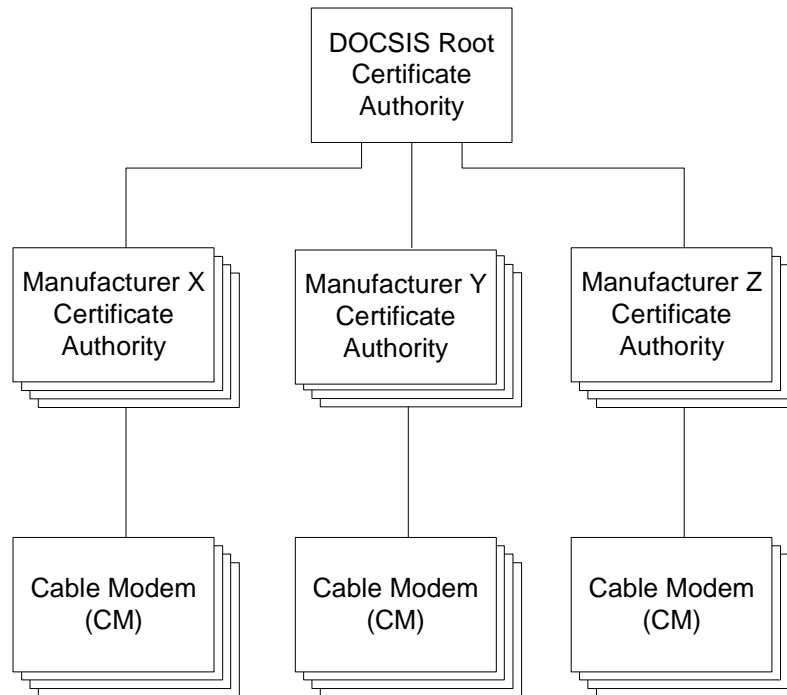 DOCSIS Root
Certificate
Authority
Manufacturer X
Certificate
Authority
Manufacturer Y
Certificate
Authority
Manufacturer Z
Certificate
Authority
Cable Modem
(CM)
Cable Modem
(CM)
Cable Modem
(CM)